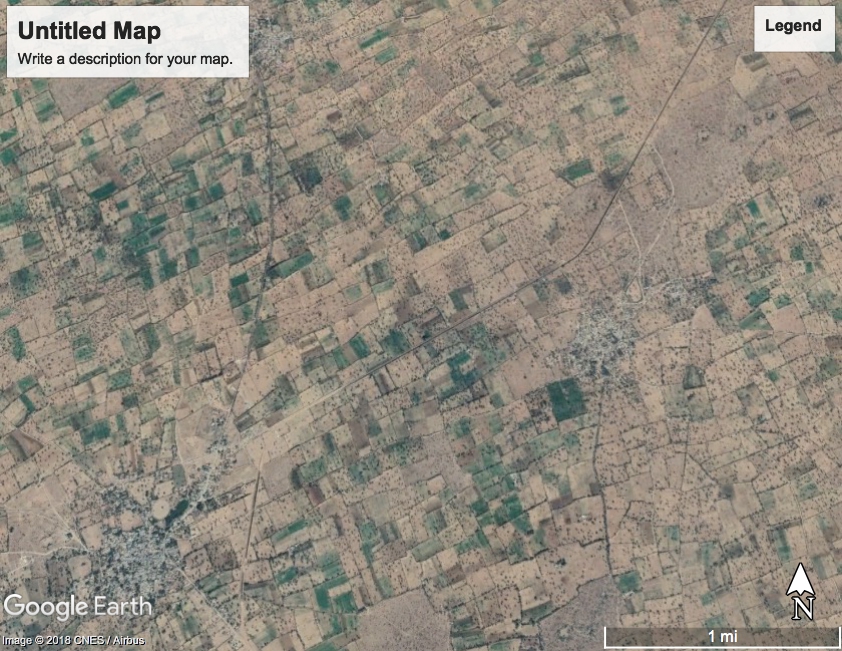 Untitled Map
Write a description for your map.
Legend
N
Google Earth
Image © 2018 CNES / Airbus
1 mi